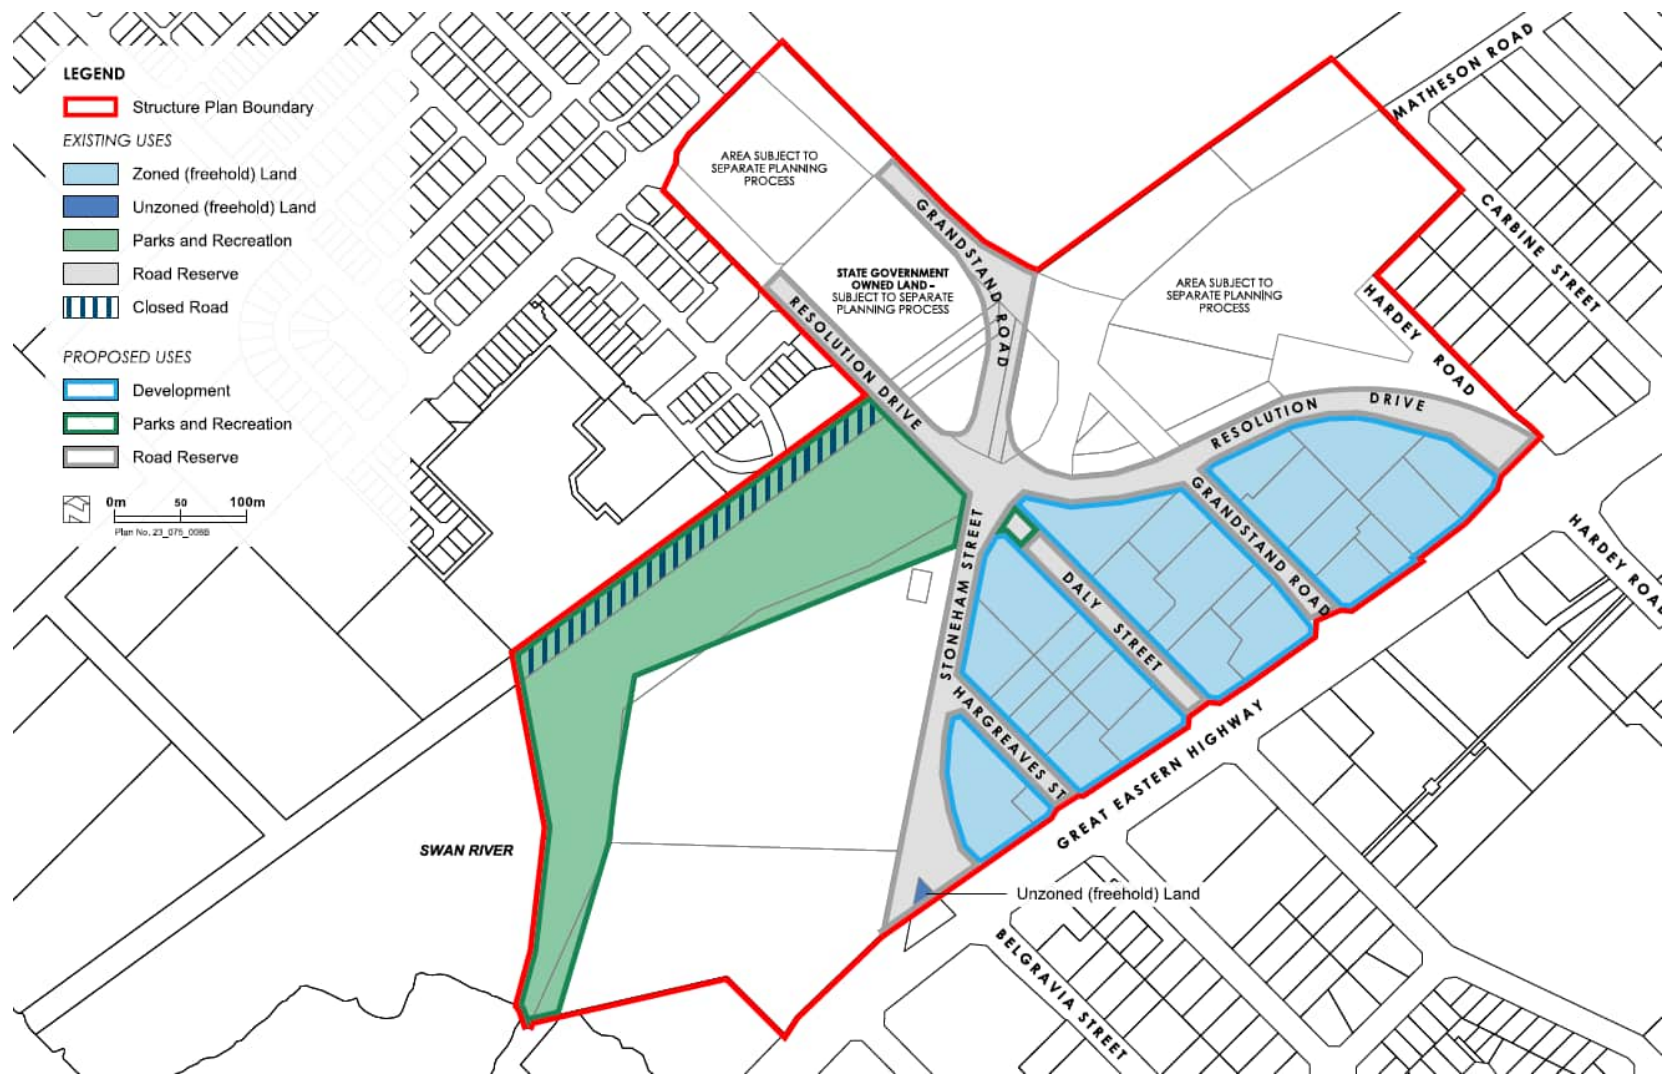 LEGEND
Structure Plan Boundary
EXISTING USES
Zoned (freehold) Land
Unzoned (freehold) Land
Parks and Recreation
Road Reserve
Closed Road
PROPOSED USES
Development
Parks and Recreation
Road Reserve
0m 50 100m
Plan No. 23_075_006B
AREA SUBJECT TO
SEPARATE PLANNING
PROCESS
STATE GOVERNMENT
OWNED LAND –
SUBJECT TO SEPARATE
PLANNING PROCESS
AREA SUBJECT TO
SEPARATE PLANNING
PROCESS
GRANDSTAND ROAD
RESOLUTION DRIVE
MATHESON ROAD
CARBINE STREET
HARDEY ROAD
RESOLUTION DRIVE
GRANDSTAND ROAD
HARDEY ROAD
STONEHAM STREET
DALY STREET
HARGREAVES ST
GREAT EASTERN HIGHWAY
SWAN RIVER
Unzoned (freehold) Land
BELGRAVIA STREET